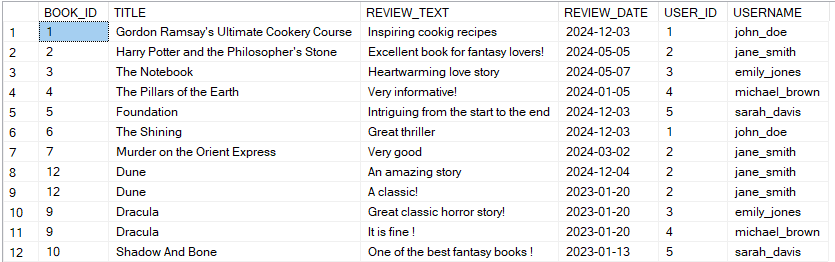 BOOK_ID TITLE REVIEW_TEXT REVIEW_DATE USER_ID USERNAME
1 1 Gordon Ramsay's Ultimate Cookery Course Inspiring cookig recipes 2024-12-03 1 john_doe
2 2 Harry Potter and the Philosopher's Stone Excellent book for fantasy lovers! 2024-05-05 2 jane_smith
3 3 The Notebook Heartwarming love story 2024-05-07 3 emily_jones
4 4 The Pillars of the Earth Very informative! 2024-01-05 4 michael_brown
5 5 Foundation Intriguing from the start to the end 2024-12-03 5 sarah_davis
6 6 The Shining Great thriller 2024-12-03 1 john_doe
7 7 Murder on the Orient Express Very good 2024-03-02 2 jane_smith
8 12 Dune An amazing story 2024-12-04 2 jane_smith
9 12 Dune A classic! 2023-01-20 2 jane_smith
10 9 Dracula Great classic horror story! 2023-01-20 3 emily_jones
11 9 Dracula It is fine ! 2023-01-20 4 michael_brown
12 10 Shadow And Bone One of the best fantasy books ! 2023-01-13 5 sarah_davis